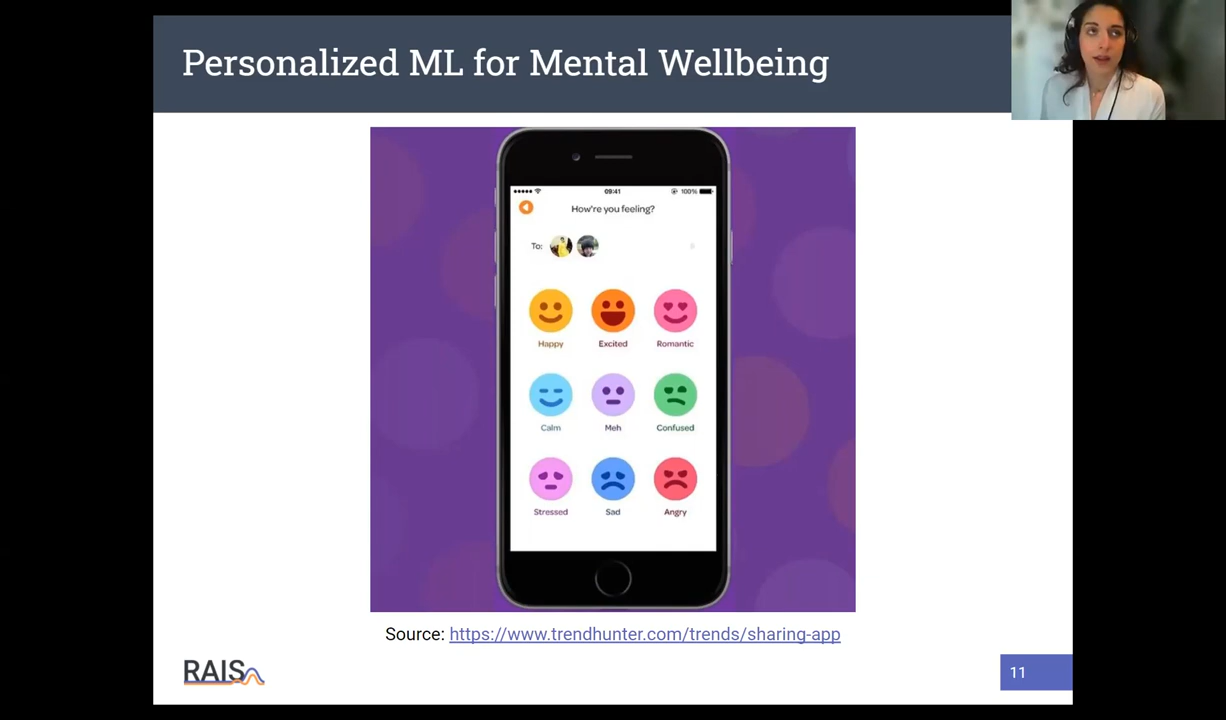 Personalized ML for Mental Wellbeing
09:41
100%
How're you feeling?
To:
Happy
Excited
Romantic
Calm
Meh
Confused
Stressed
Sad
Angry
Source: https://www.trendhunter.com/trends/sharing-app
RAIS
11